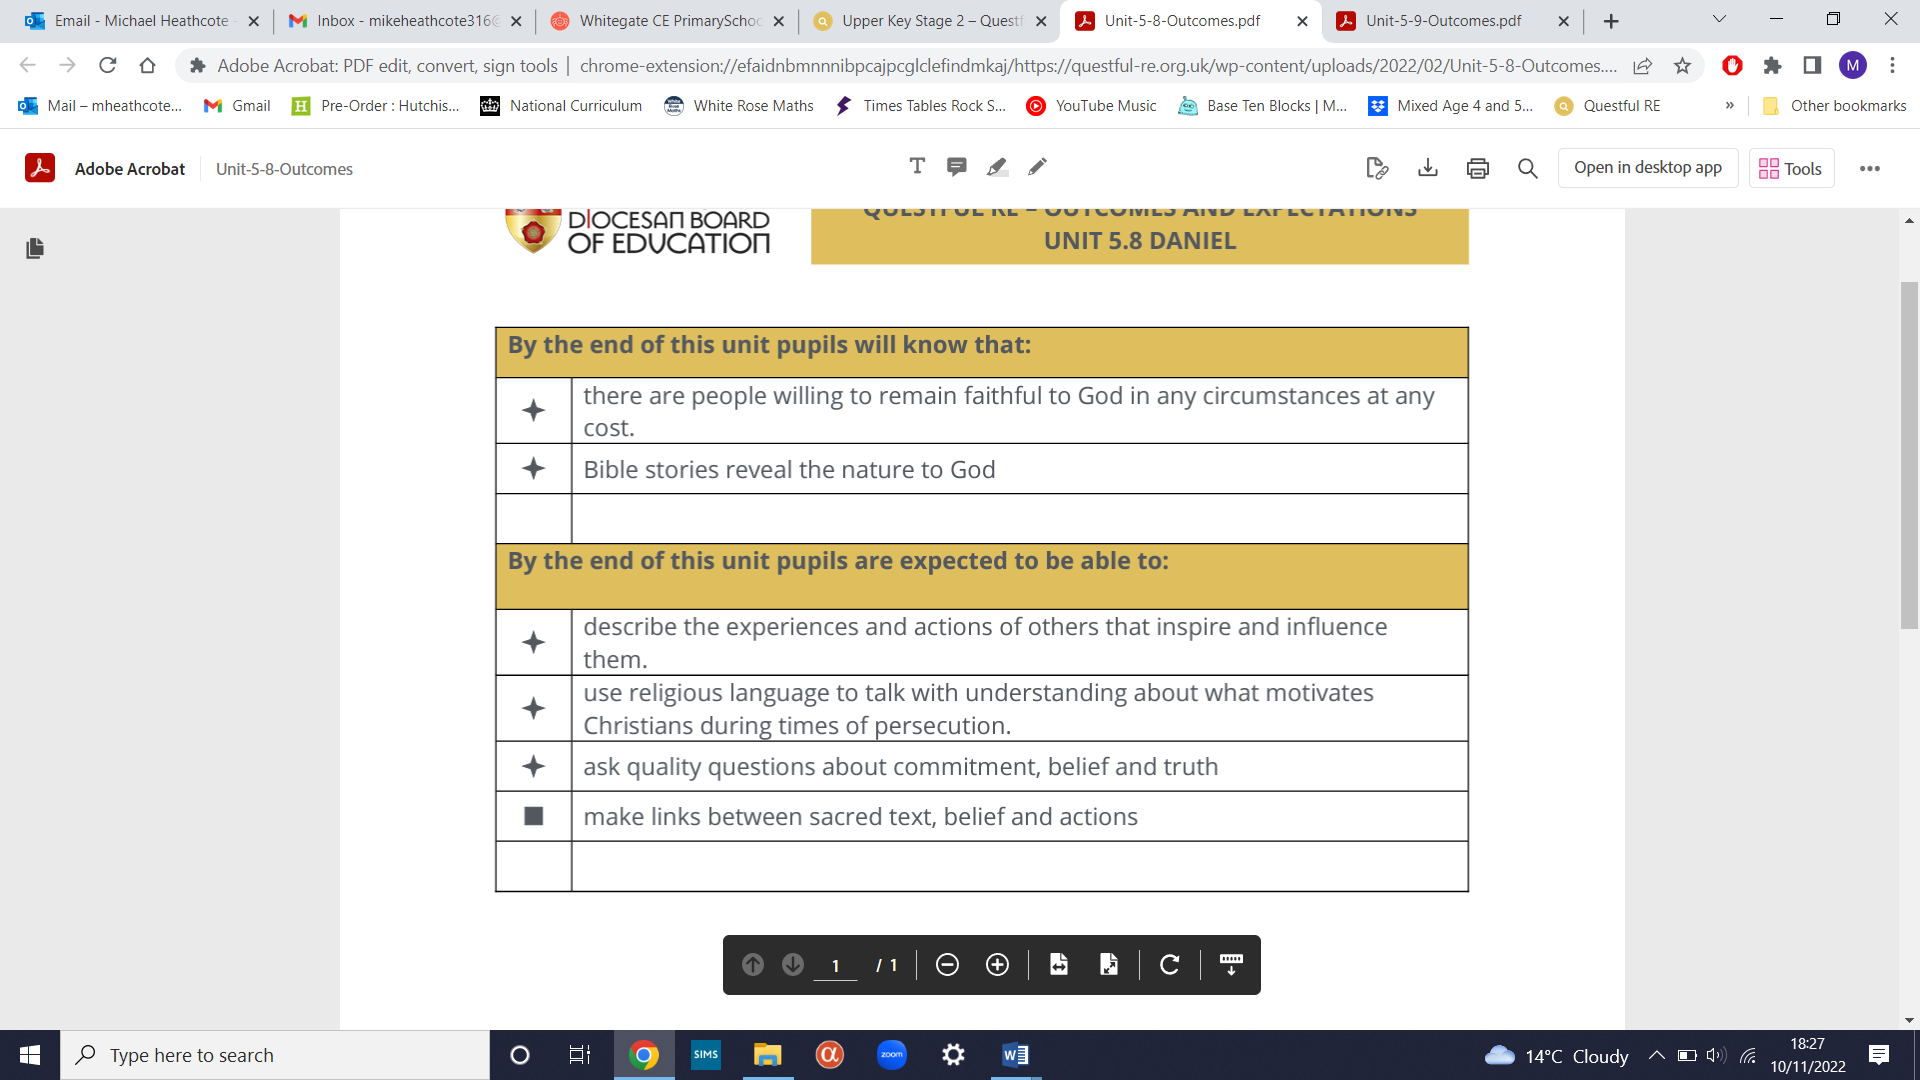 Email - Michael Heathcote
Inbox - mikeheathcote316@
Whitegate CE PrimarySchoo
Upper Key Stage 2 – Questf
Unit-5-8-Outcomes.pdf
Unit-5-9-Outcomes.pdf
Adobe Acrobat: PDF edit, convert, sign tools | chrome-extension://efaidnbmnnnibpcajpcglclefindmkaj/https://questful-re.org.uk/wp-content/uploads/2022/02/Unit-5-8-Outcomes....
M
Mail – mheathcote...
Gmail
Pre-Order : Hutchis...
National Curriculum
White Rose Maths
Times Tables Rock S...
YouTube Music
Base Ten Blocks | M...
Mixed Age 4 and 5...
Questful RE
»
Other bookmarks
Adobe Acrobat
Unit-5-8-Outcomes
Open in desktop app
Tools
DIOCESAN BOARD
OF EDUCATION
QUESTFUL RE – OUTCOMES AND EXPECTATIONS
UNIT 5.8 DANIEL
By the end of this unit pupils will know that:
there are people willing to remain faithful to God in any circumstances at any
cost.
Bible stories reveal the nature to God
By the end of this unit pupils are expected to be able to:
describe the experiences and actions of others that inspire and influence
them.
use religious language to talk with understanding about what motivates
Christians during times of persecution.
ask quality questions about commitment, belief and truth
make links between sacred text, belief and actions
1 / 1
Type here to search
SIMS
zoom
14°C Cloudy
18:27
10/11/2022